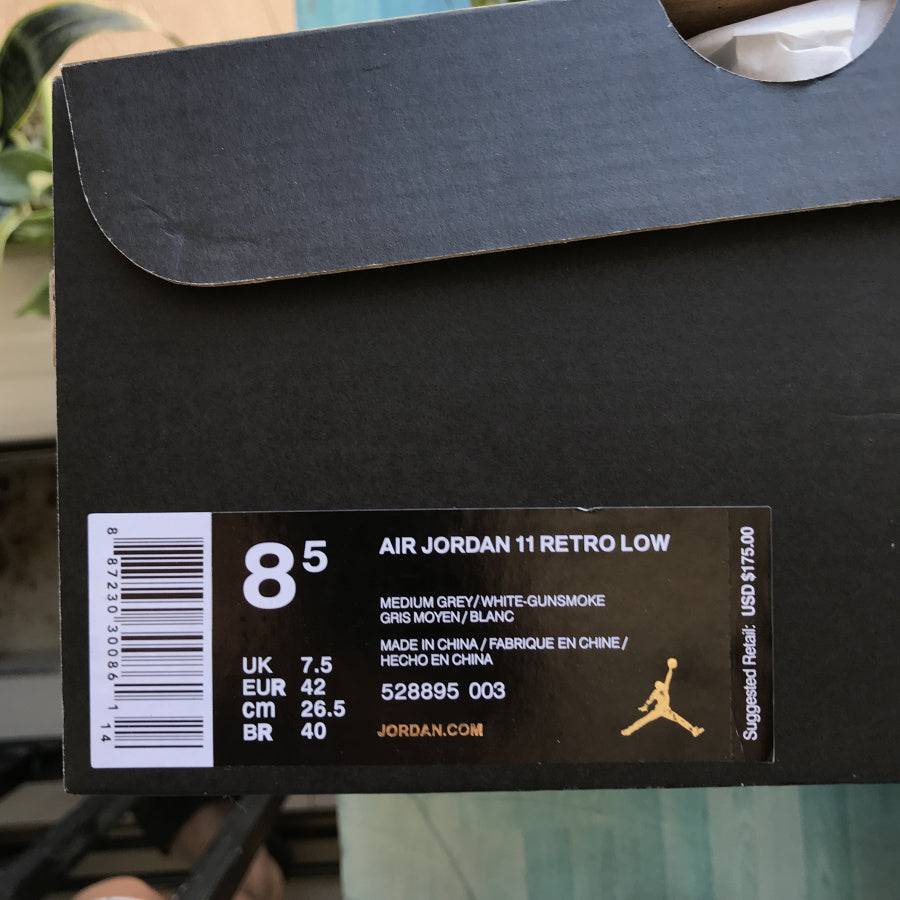 8 87230 30086 1 14
8 5
UK 7.5
EUR 42
cm 26.5
BR 40
AIR JORDAN 11 RETRO LOW
MEDIUM GREY/WHITE-GUNSMOKE
GRIS MOYEN/BLANC
MADE IN CHINA / FABRIQUE EN CHINE /
HECHO EN CHINA
528895 003
JORDAN.COM
Suggested Retail: USD $175.00